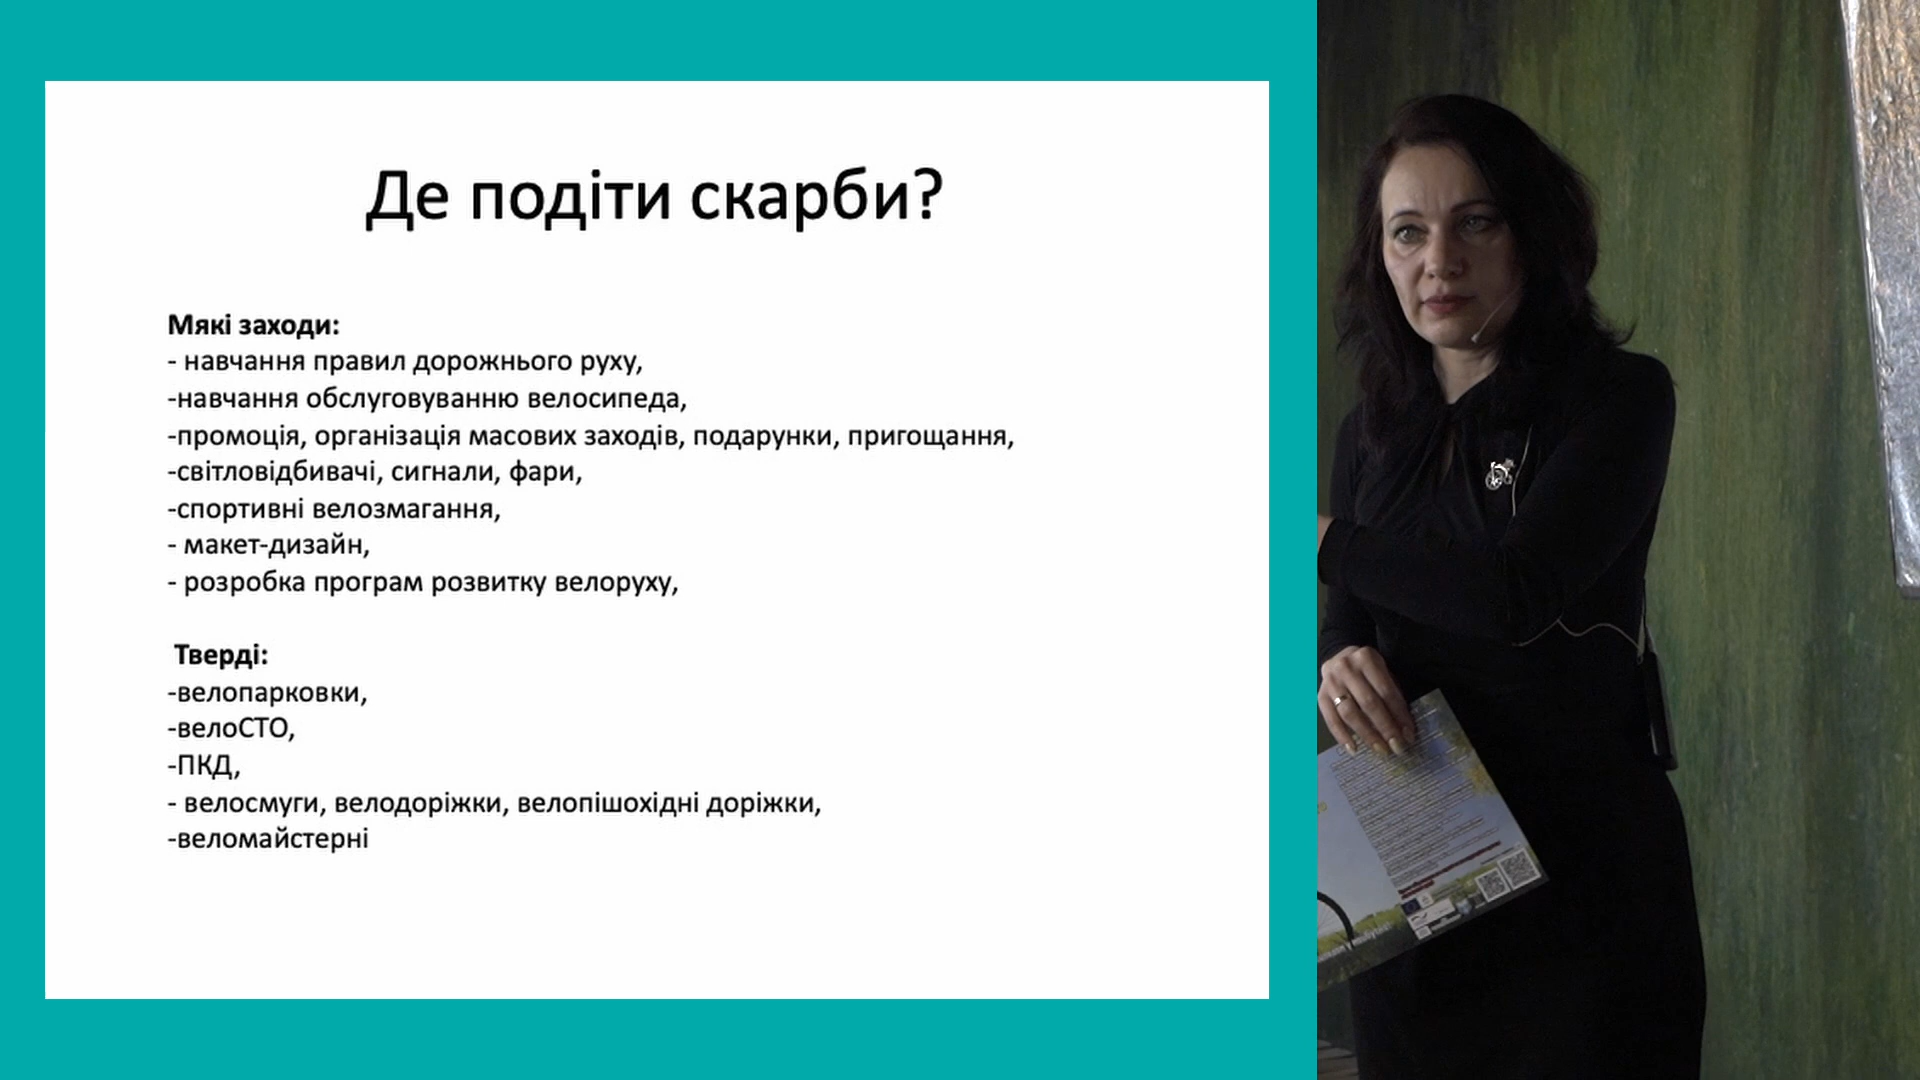 Де подіти скарби?
Мякі заходи:
- навчання правил дорожнього руху,
-навчання обслуговуванню велосипеда,
-промоція, організація масових заходів, подарунки, пригощання,
-світловідбивачі, сигнали, фари,
-спортивні велозмагання,
- макет-дизайн,
- розробка програм розвитку велоруху,
Тверді:
-велопарковки,
-велоСТО,
-ПКД,
- велосмуги, велодоріжки, велопішохідні доріжки,
-веломайстерні